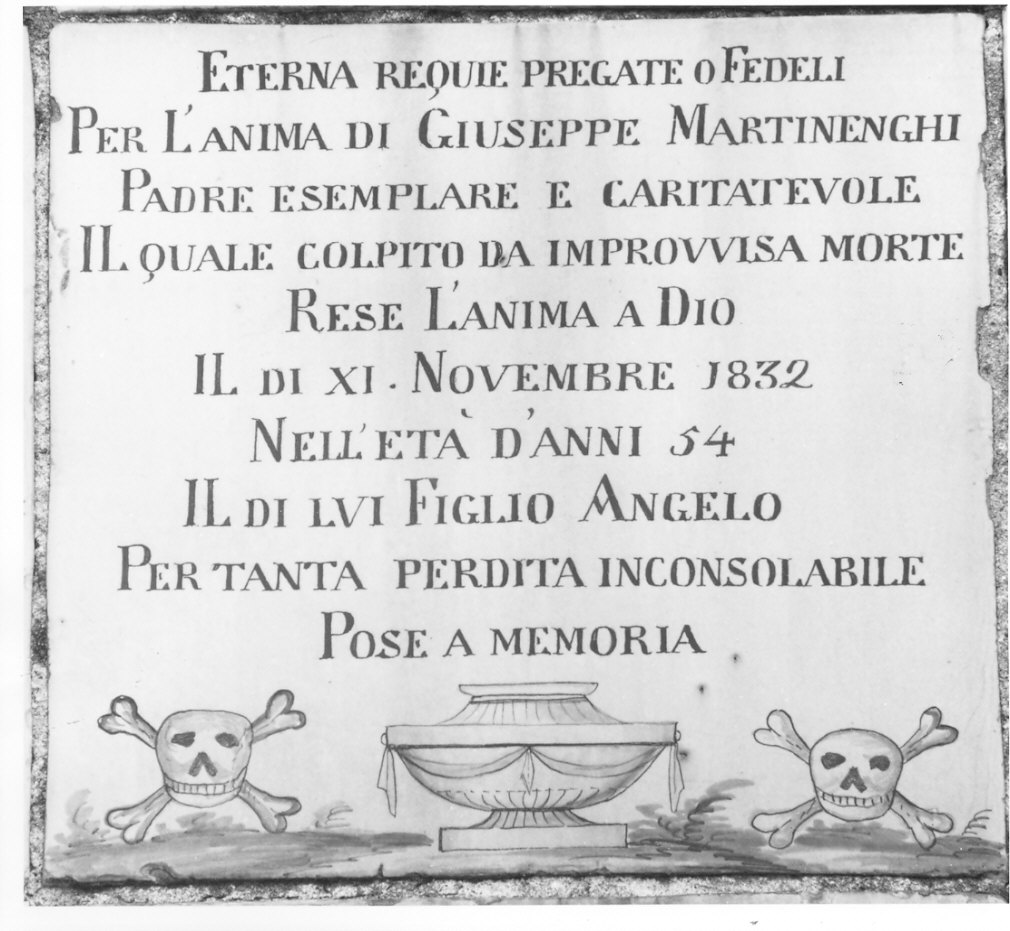 ETERNA REQUIE PREGATE O FEDELI
PER L'ANIMA DI GIUSEPPE MARTINENGHI
PADRE ESEMPLARE E CARITATEVOLE
IL QUALE COLPITO DA IMPROVVISA MORTE
RESE L'ANIMA A DIO
IL DI XI. NOVEMBRE 1832
NELL'ETÀ D'ANNI 54
IL DI LVI FIGLIO ANGELO
PER TANTA PERDITA INCONSOLABILE
POSE A MEMORIA